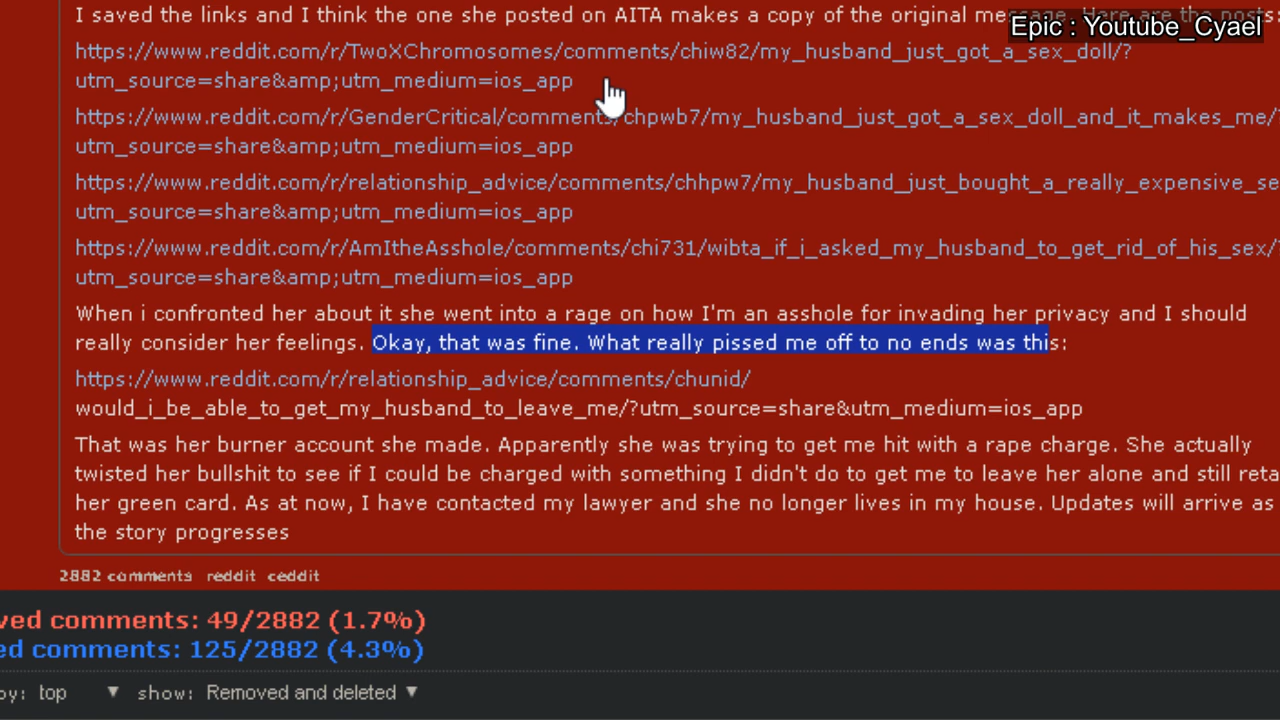 I saved the links and I think the one she posted on AITA makes a copy of the original message. Here are the posts:
Epic : Youtube_Cyael
https://www.reddit.com/r/TwoXChromosomes/comments/chiw82/my_husband_just_got_a_sex_doll/?
utm_source=share&amp;utm_medium=ios_app
https://www.reddit.com/r/GenderCritical/comments/chpwb7/my_husband_just_got_a_sex_doll_and_it_makes_me/?
utm_source=share&amp;utm_medium=ios_app
https://www.reddit.com/r/relationship_advice/comments/chhpw7/my_husband_just_bought_a_really_expensive_se
utm_source=share&amp;utm_medium=ios_app
https://www.reddit.com/r/AmItheAsshole/comments/chi731/wibta_if_i_asked_my_husband_to_get_rid_of_his_sex/?
utm_source=share&amp;utm_medium=ios_app
When i confronted her about it she went into a rage on how I'm an asshole for invading her privacy and I should
really consider her feelings. Okay, that was fine. What really pissed me off to no ends was this:
https://www.reddit.com/r/relationship_advice/comments/chunid/
would_i_be_able_to_get_my_husband_to_leave_me/?utm_source=share&utm_medium=ios_app
That was her burner account she made. Apparently she was trying to get me hit with a rape charge. She actually
twisted her bullshit to see if I could be charged with something I didn't do to get me to leave her alone and still reta
her green card. As at now, I have contacted my lawyer and she no longer lives in my house. Updates will arrive as
the story progresses
2882 comments reddit ceddit
ved comments: 49/2882 (1.7%)
ed comments: 125/2882 (4.3%)
by: top ▼ show: Removed and deleted ▼